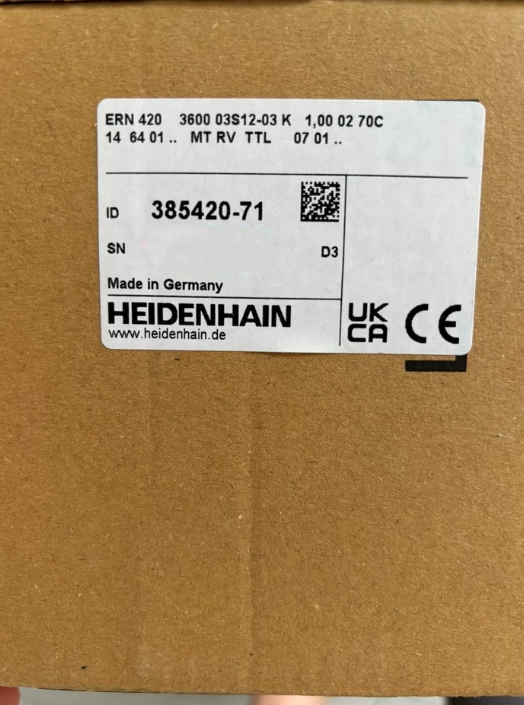 ERN 420 3600 03S12-03 K 1,00 02 70C
14 64 01 .. MT RV TTL 07 01 ..
ID 385420-71
SN
D3
Made in Germany
HEIDENHAIN
www.heidenhain.de
UK
CA
CE